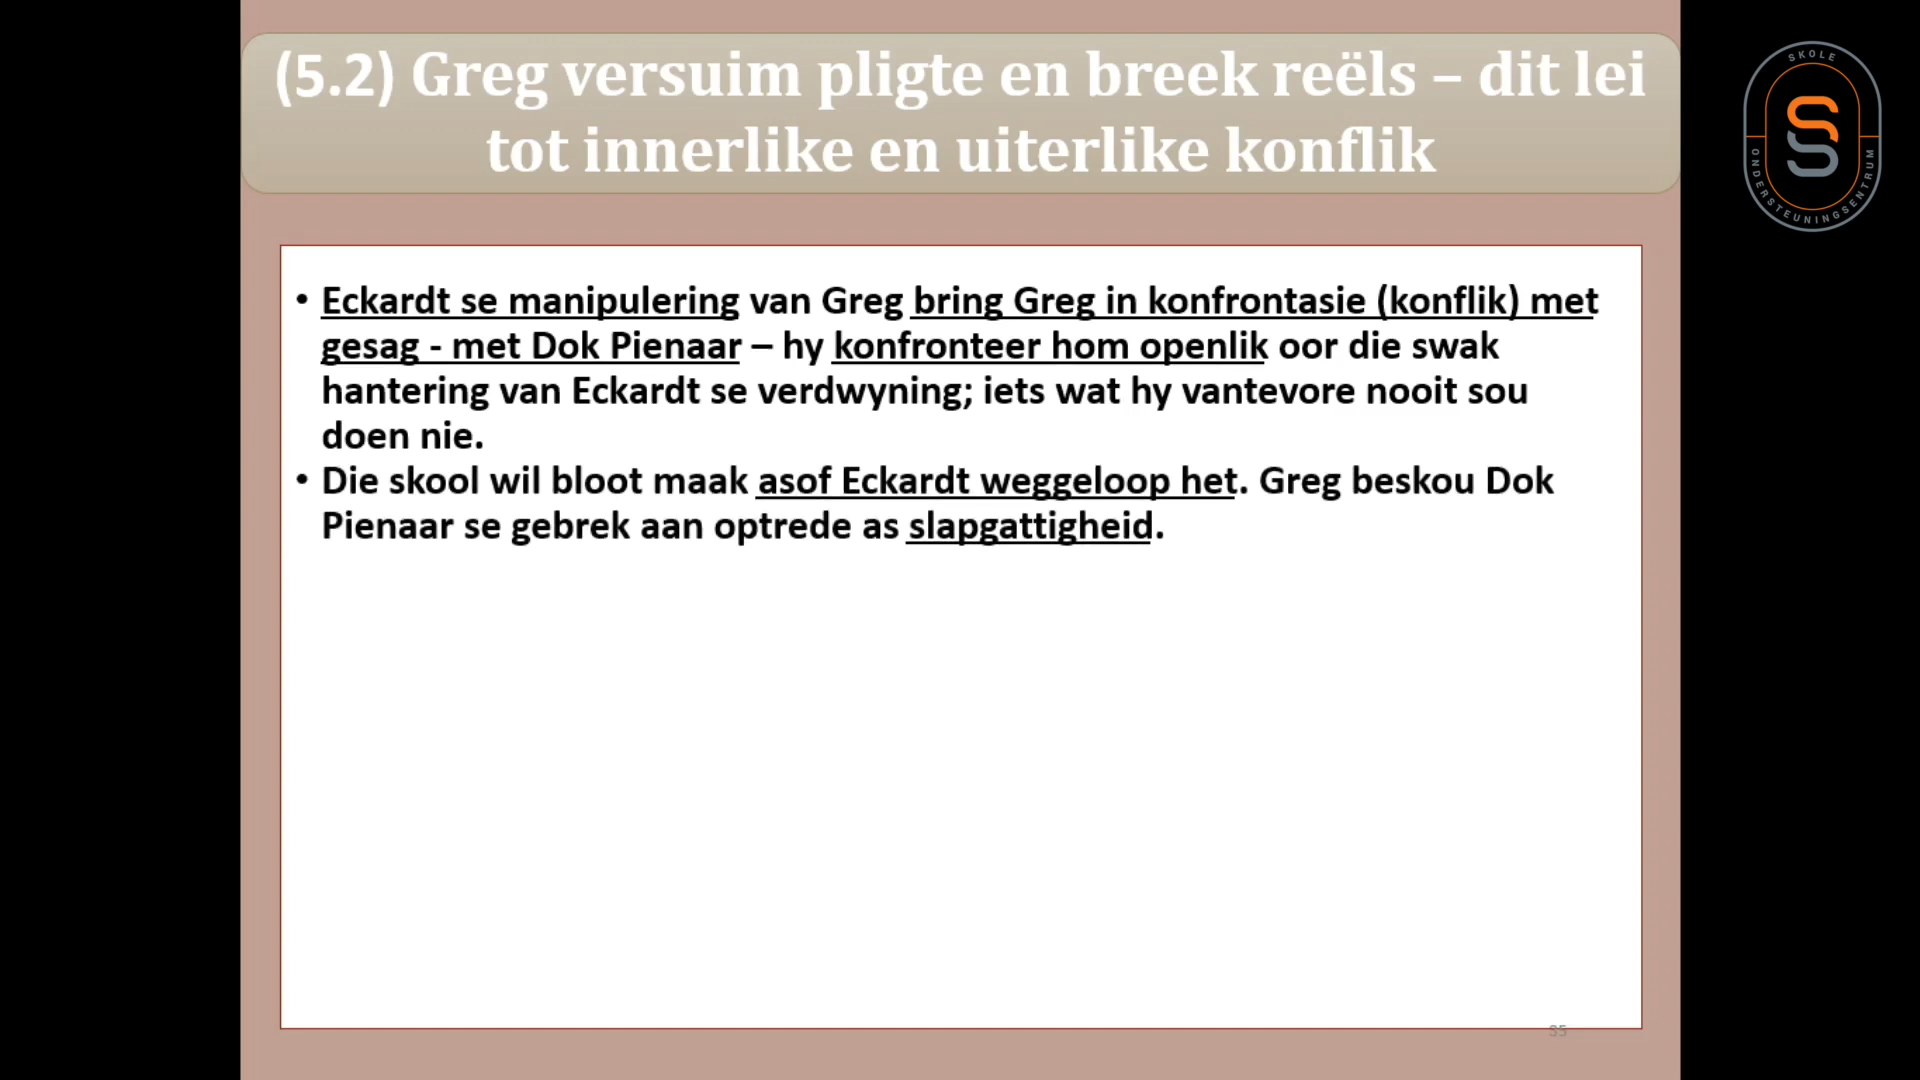 (5.2) Greg versuim pligte en breek reëls – dit lei
tot innerlike en uiterlike konflik
SKOLE
ONDERSTEUNINGSENTRUM
• Eckardt se manipulering van Greg bring Greg in konfrontasie (konflik) met
gesag - met Dok Pienaar – hy konfronteer hom openlik oor die swak
hantering van Eckardt se verdwyning; iets wat hy vantevore nooit sou
doen nie.
• Die skool wil bloot maak asof Eckardt weggeloop het. Greg beskou Dok
Pienaar se gebrek aan optrede as slapgattigheid.
35